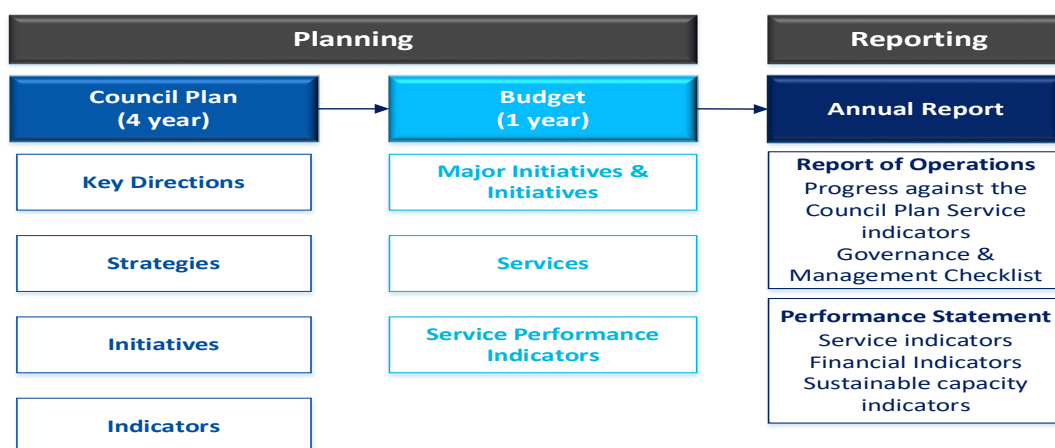 Planning
Reporting
Council Plan
(4 year)
Budget
(1 year)
Annual Report
Key Directions
Strategies
Initiatives
Indicators
Major Initiatives &
Initiatives
Services
Service Performance
Indicators
Report of Operations
Progress against the
Council Plan Service
indicators
Governance &
Management Checklist
Performance Statement
Service indicators
Financial Indicators
Sustainable capacity
indicators